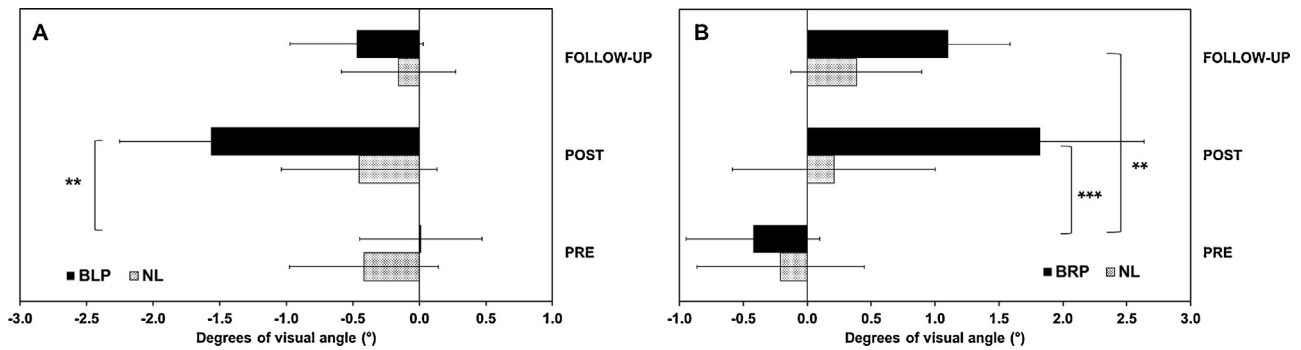 A
FOLLOW-UP
POST
**
PRE
BLP NL
-3.0 -2.5 -2.0 -1.5 -1.0 -0.5 0.0 0.5 1.0
Degrees of visual angle (°)
B
FOLLOW-UP
POST
**
***
PRE
BRP NL
-1.0 -0.5 0.0 0.5 1.0 1.5 2.0 2.5 3.0
Degrees of visual angle (°)